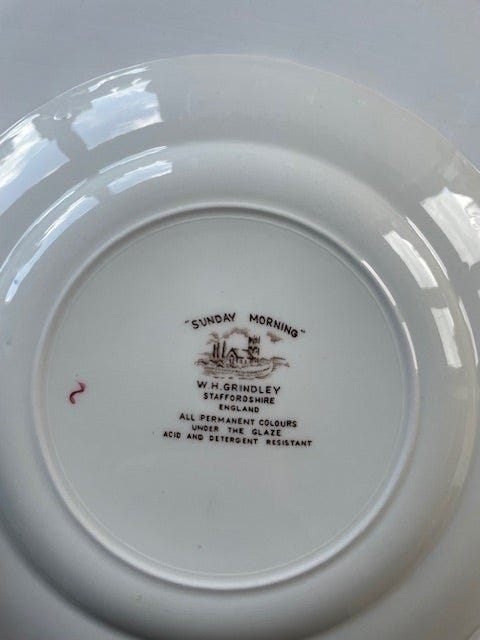 "SUNDAY MORNING"
W.H.GRINDLEY
STAFFORDSHIRE
ENGLAND
ALL PERMANENT COLOURS
UNDER THE GLAZE
ACID AND DETERGENT RESISTANT